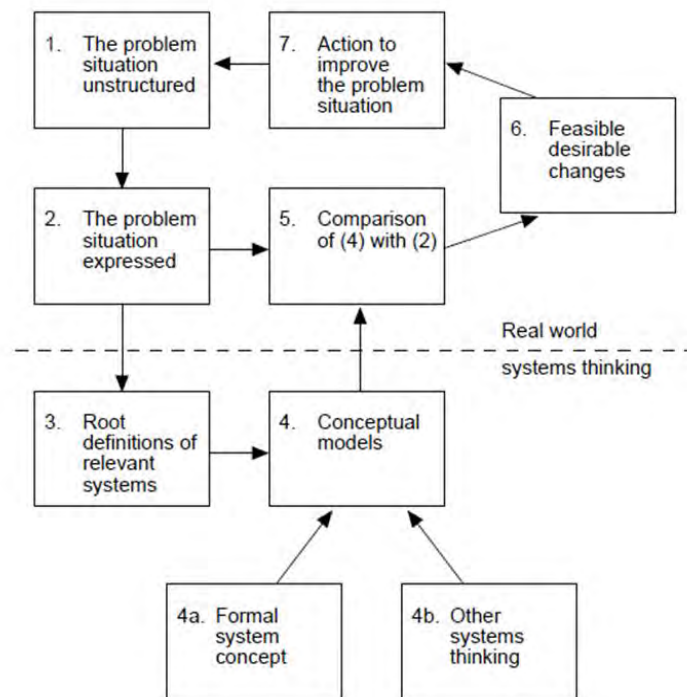 1. The problem
situation
unstructured
7. Action to
improve
the problem
situation
6. Feasible
desirable
changes
2. The problem
situation
expressed
5. Comparison
of (4) with (2)
Real world
systems thinking
3. Root
definitions of
relevant
systems
4. Conceptual
models
4a. Formal
system
concept
4b. Other
systems
thinking